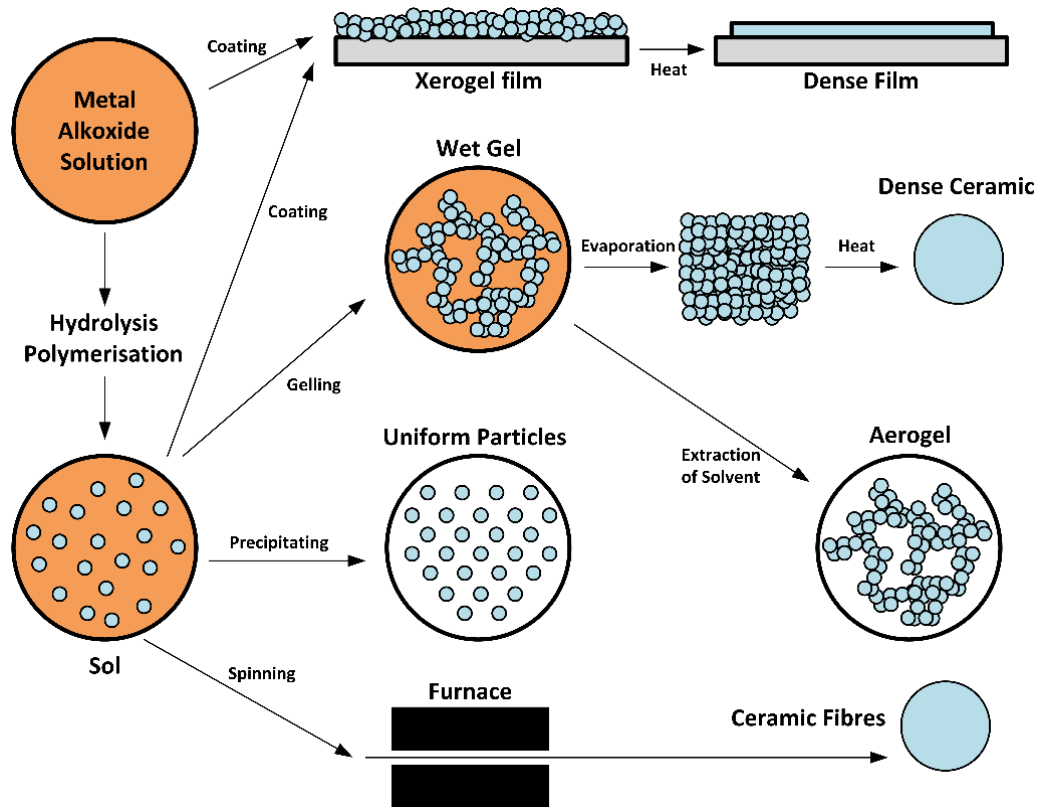 Coating
Xerogel film
Heat
Dense Film
Metal
Alkoxide
Solution
Wet Gel
Dense Ceramic
Coating
Evaporation
Heat
Hydrolysis
Polymerisation
Gelling
Uniform Particles
Aerogel
Extraction
of Solvent
Precipitating
Sol
Spinning
Furnace
Ceramic Fibres